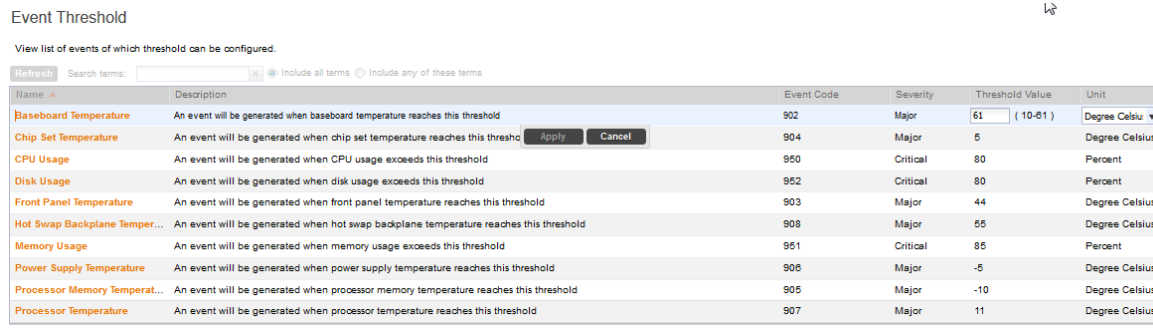 Event Threshold
View list of events of which threshold can be configured.
Refresh Search terms: x Include all terms Include any of these terms
Name Description Event Code Severity Threshold Value Unit
Baseboard Temperature An event will be generated when baseboard temperature reaches this threshold 902 Major 61 ( 10-61 ) Degree Celsiu
Chip Set Temperature An event will be generated when chip set temperature reaches this thresho Apply Cancel 904 Major 5 Degree Celsius
CPU Usage An event will be generated when CPU usage exceeds this threshold 950 Critical 80 Percent
Disk Usage An event will be generated when disk usage exceeds this threshold 952 Critical 80 Percent
Front Panel Temperature An event will be generated when front panel temperature reaches this threshold 903 Major 44 Degree Celsius
Hot Swap Backplane Temper... An event will be generated when hot swap backplane temperature reaches this threshold 908 Major 55 Degree Celsius
Memory Usage An event will be generated when memory usage exceeds this threshold 951 Critical 85 Percent
Power Supply Temperature An event will be generated when power supply temperature reaches this threshold 906 Major -5 Degree Celsius
Processor Memory Temperat... An event will be generated when processor memory temperature reaches this threshold 905 Major -10 Degree Celsius
Processor Temperature An event will be generated when processor temperature reaches this threshold 907 Major 11 Degree Celsius